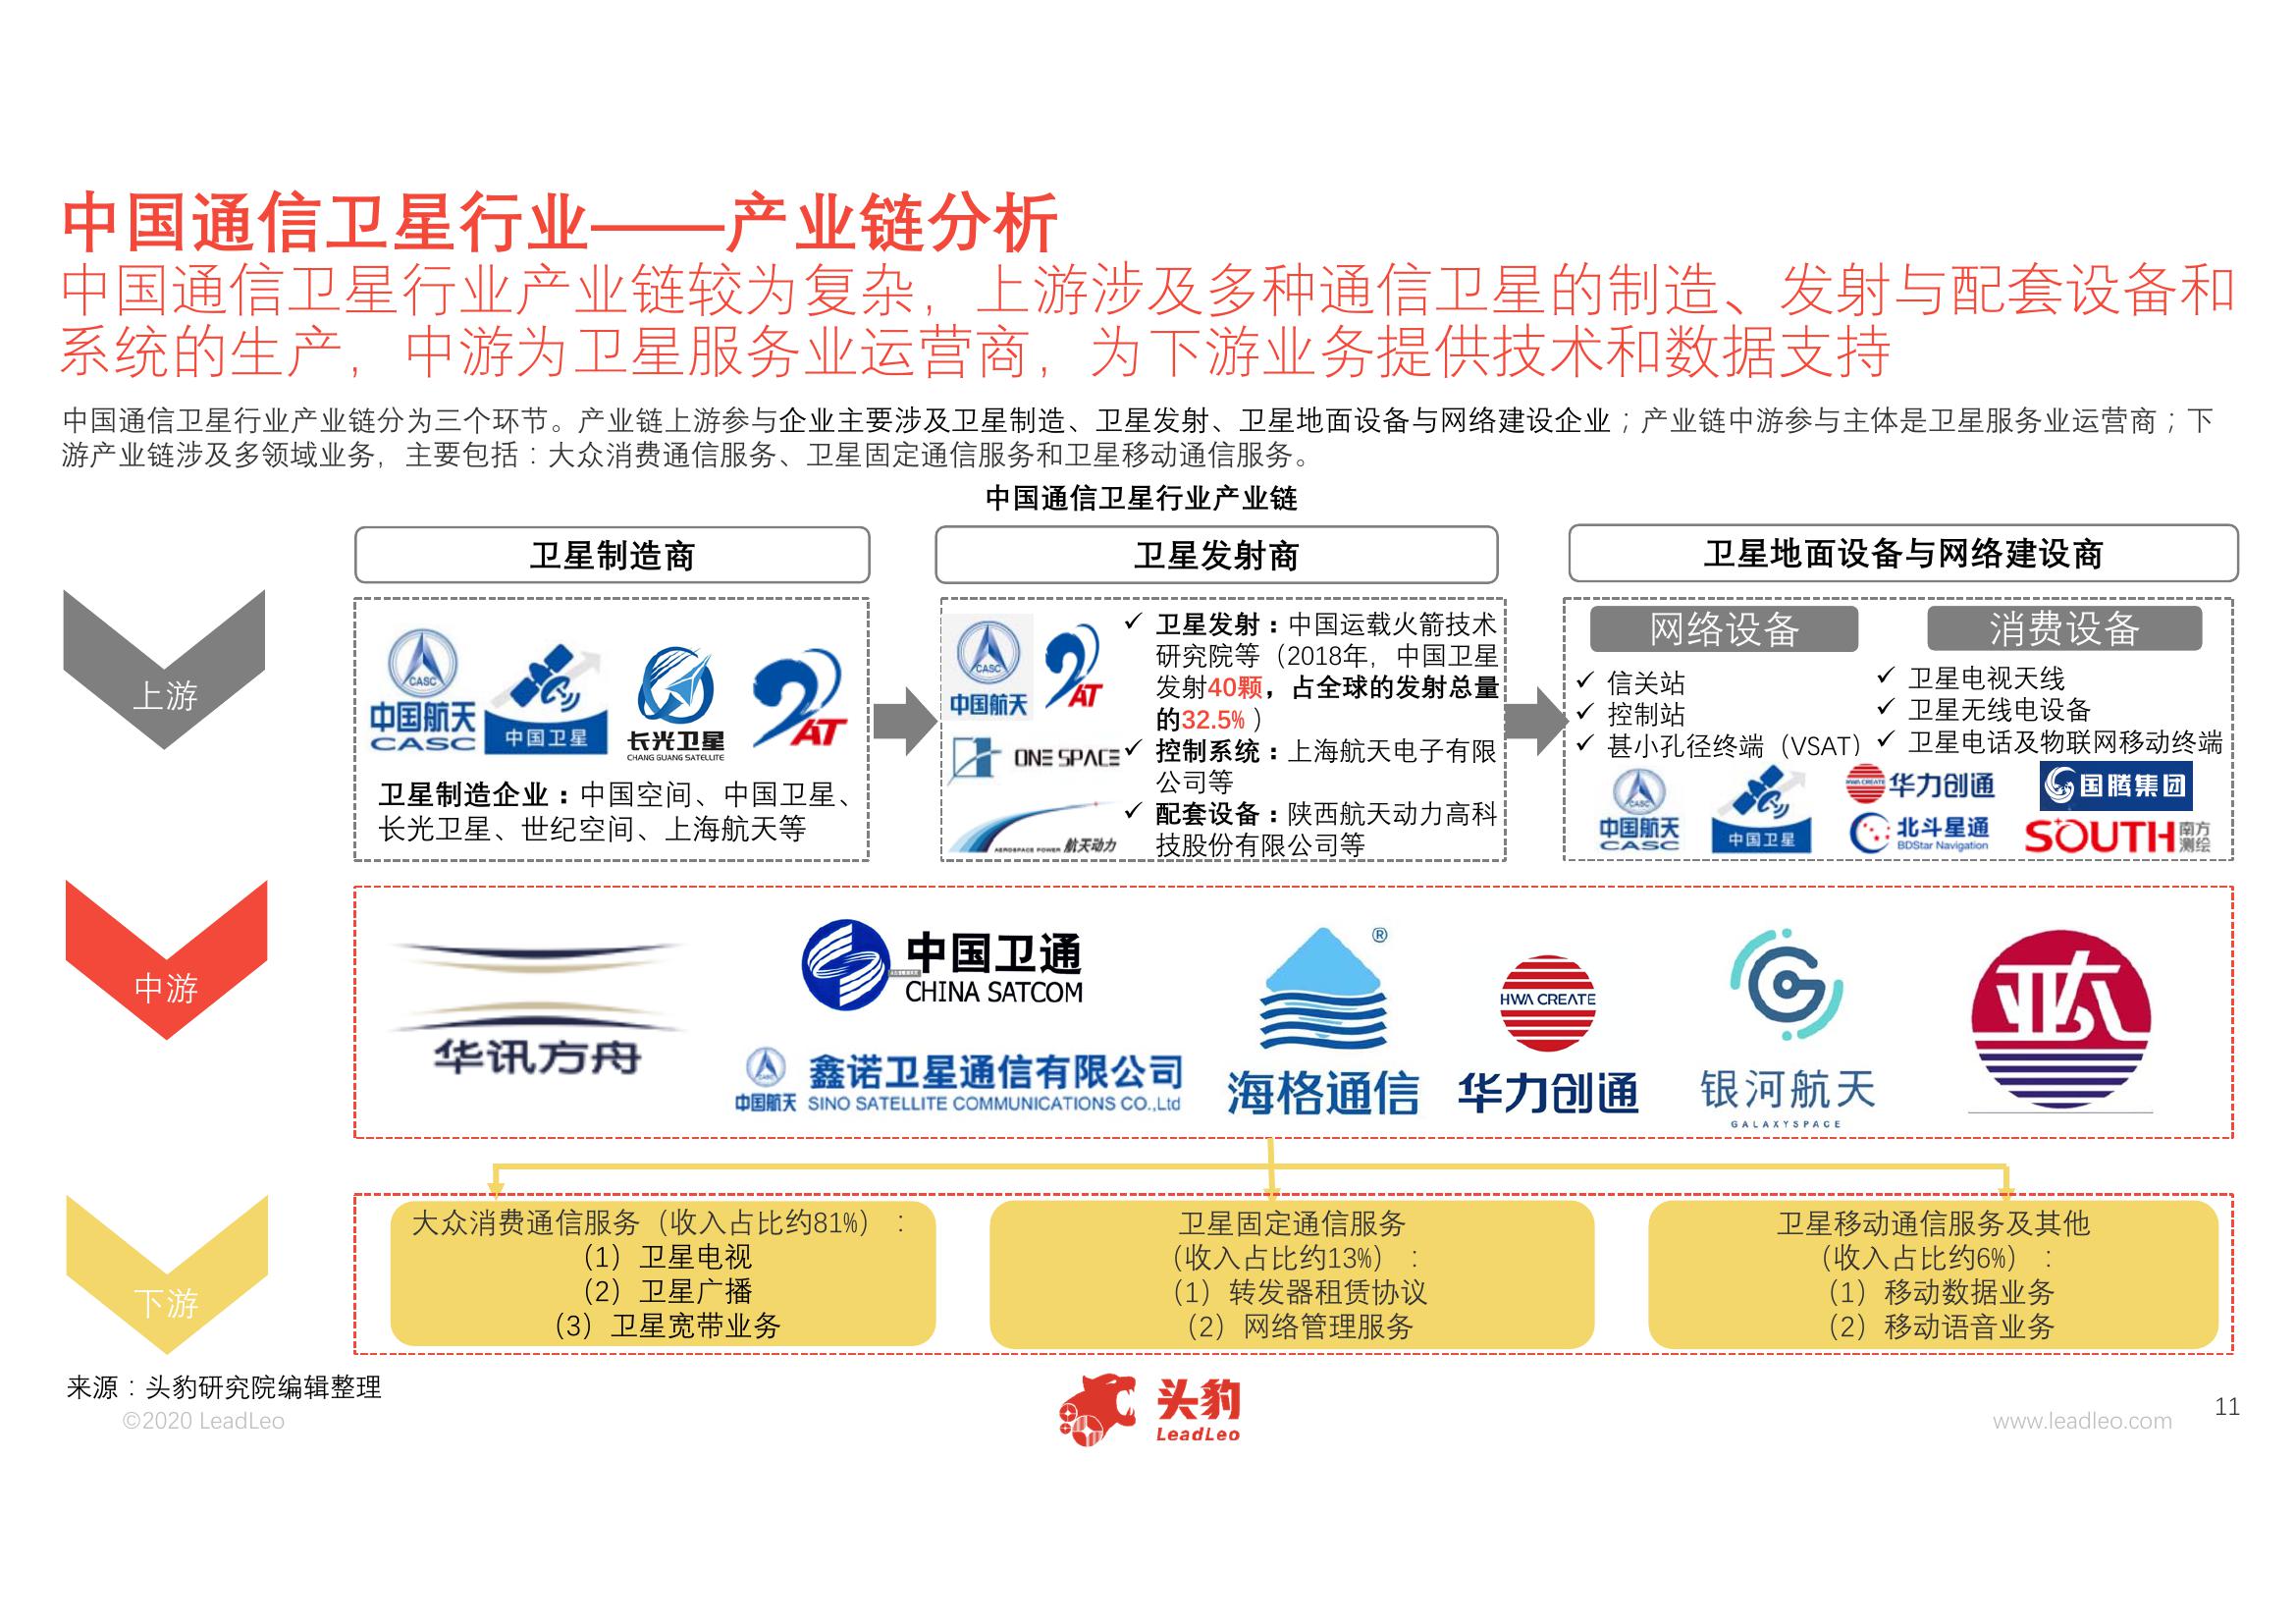 中国通信卫星行业——产业链分析
中国通信卫星行业产业链较为复杂，上游涉及多种通信卫星的制造、发射与配套设备和
系统的生产，中游为卫星服务业运营商，为下游业务提供技术和数据支持
中国通信卫星行业产业链分为三个环节。产业链上游参与企业主要涉及卫星制造、卫星发射、卫星地面设备与网络建设企业；产业链中游参与主体是卫星服务业运营商；下
游产业链涉及多领域业务，主要包括：大众消费通信服务、卫星固定通信服务和卫星移动通信服务。
中国通信卫星行业产业链
上游
卫星制造商
CASC
中国航天
CASC
中国卫星
长光卫星
CHANG GUANG SATELLITE
AT
卫星制造企业：中国空间、中国卫星、
长光卫星、世纪空间、上海航天等
卫星发射商
CASC
中国航天
AT
ONE SPACE
AEROSPACE POWER 航天动力
✓ 卫星发射：中国运载火箭技术
研究院等（2018年，中国卫星
发射40颗，占全球的发射总量
的32.5%）
✓ 控制系统：上海航天电子有限
公司等
✓ 配套设备：陕西航天动力高科
技股份有限公司等
卫星地面设备与网络建设商
网络设备
✓ 信关站
✓ 控制站
✓ 甚小孔径终端（VSAT）
消费设备
✓ 卫星电视天线
✓ 卫星无线电设备
✓ 卫星电话及物联网移动终端
CASC
中国航天
CASC
中国卫星
HWA CREATE
华力创通
国腾集团
北斗星通
BDStar Navigation
SOUTH 南方
测绘
中游
华讯方舟
中国卫通
CHINA SATCOM
CASC
中国航天
鑫诺卫星通信有限公司
SINO SATELLITE COMMUNICATIONS CO.,Ltd
®
海格通信
HWA CREATE
华力创通
银河航天
GALAXYSPACE
亚太
下游
大众消费通信服务（收入占比约81%）：
（1）卫星电视
（2）卫星广播
（3）卫星宽带业务
卫星固定通信服务
（收入占比约13%）：
（1）转发器租赁协议
（2）网络管理服务
卫星移动通信服务及其他
（收入占比约6%）：
（1）移动数据业务
（2）移动语音业务
来源：头豹研究院编辑整理
©2020 LeadLeo
头豹
LeadLeo
www.leadleo.com
11